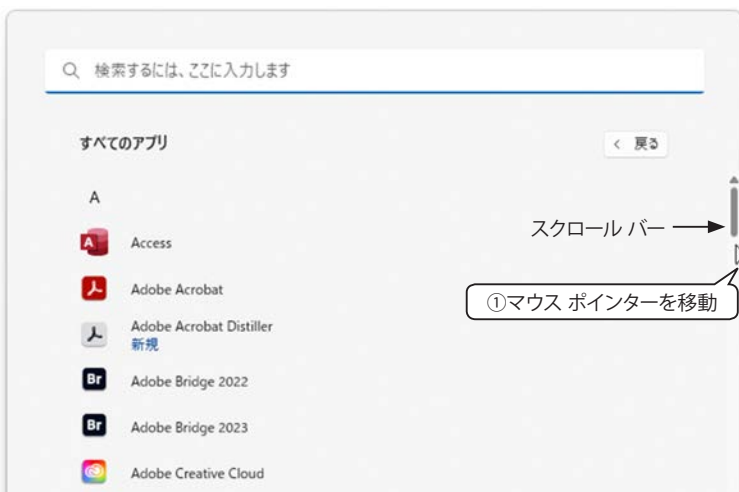 検索するには、ここに入力します
すべてのアプリ
戻る
A
スクロール バー
Access
Adobe Acrobat
①マウス ポインターを移動
Adobe Acrobat Distiller
新規
Br Adobe Bridge 2022
Br Adobe Bridge 2023
Adobe Creative Cloud